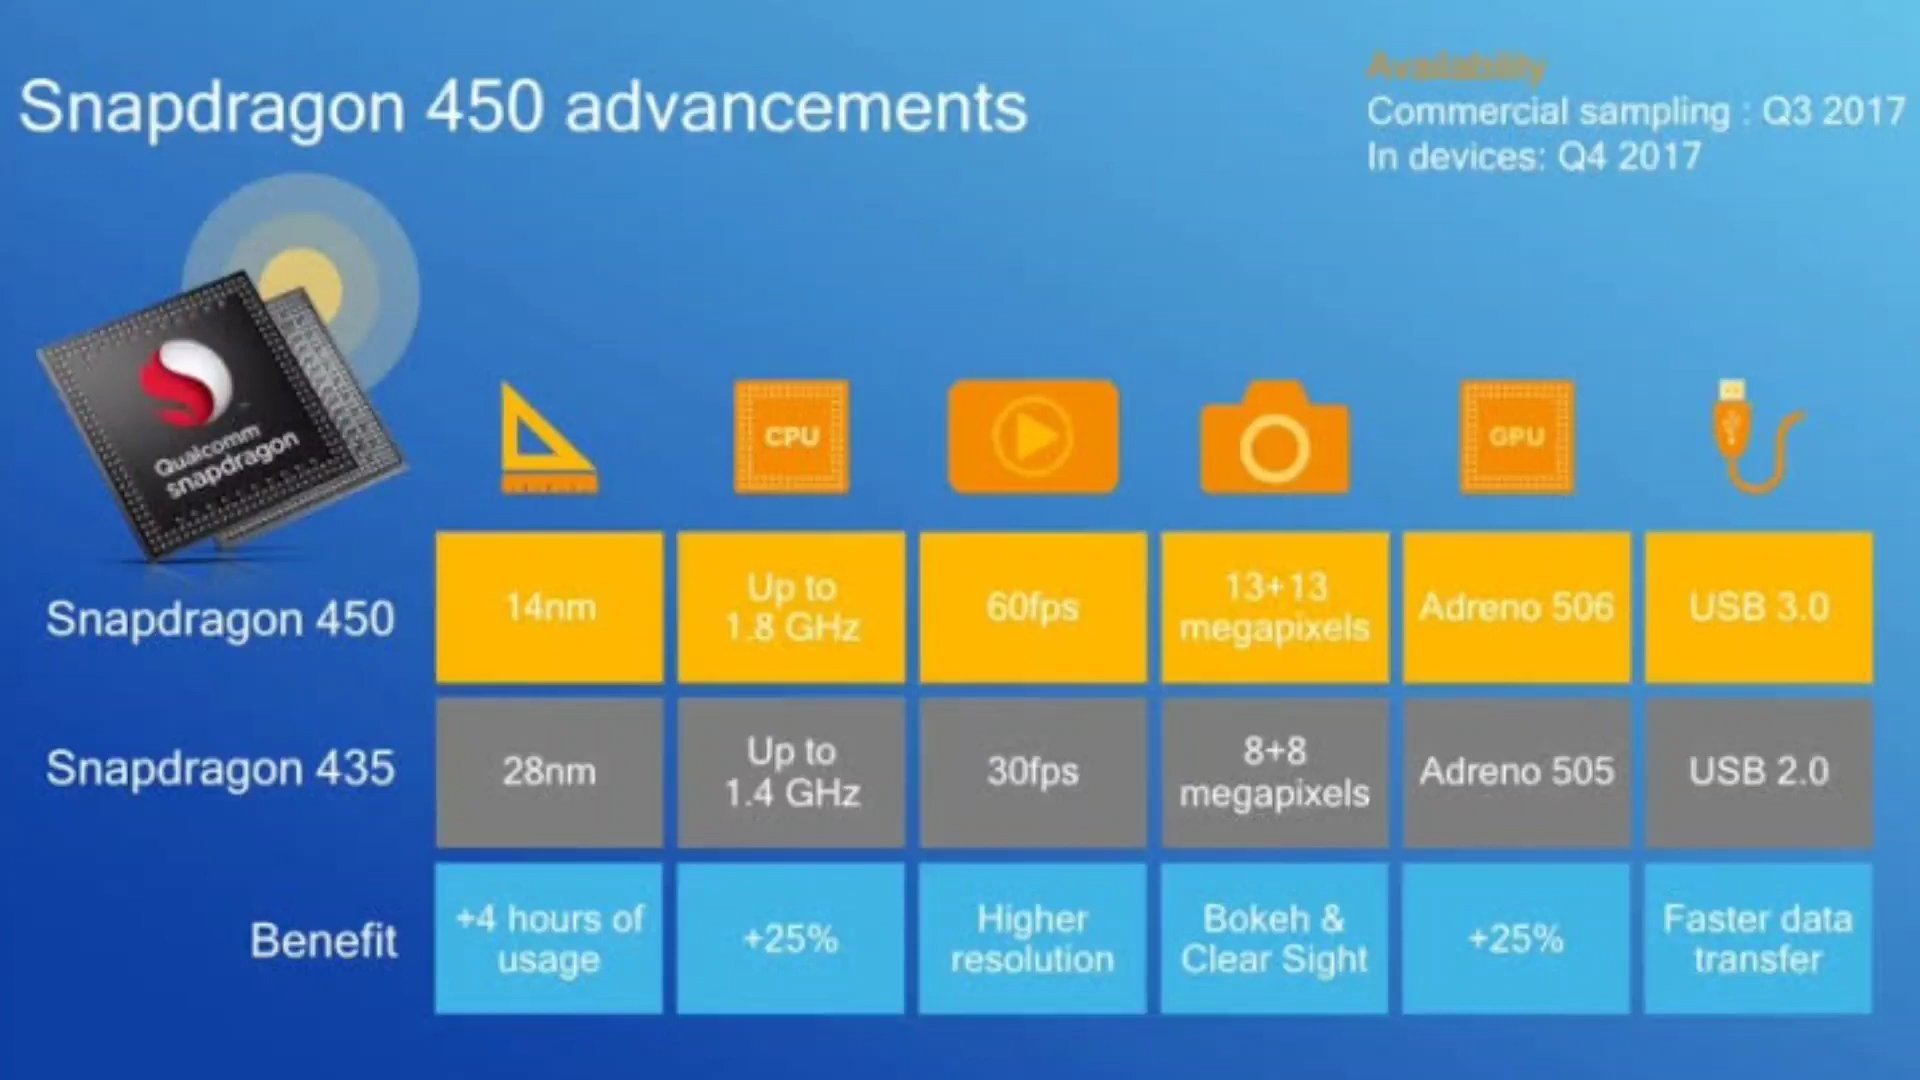 Snapdragon 450 advancements
Availability
Commercial sampling : Q3 2017
In devices: Q4 2017
Qualcomm
snapdragon
CPU
GPU
Snapdragon 450
14nm
Up to
1.8 GHz
60fps
13+13
megapixels
Adreno 506
USB 3.0
Snapdragon 435
28nm
Up to
1.4 GHz
30fps
8+8
megapixels
Adreno 505
USB 2.0
Benefit
+4 hours of
usage
+25%
Higher
resolution
Bokeh &
Clear Sight
+25%
Faster data
transfer